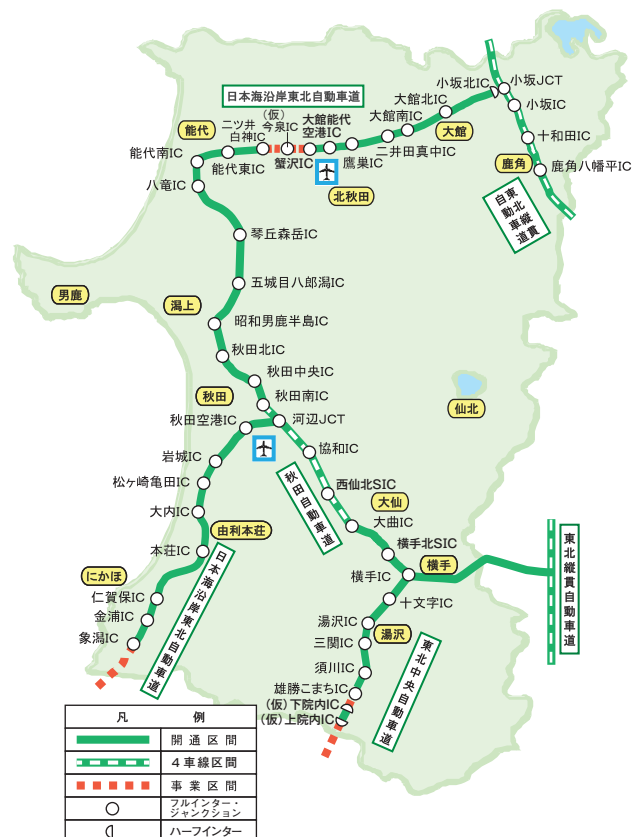 小坂北IC
小坂JCT
小坂IC
十和田IC
鹿角八幡平IC
鹿角
東北縦貫
自動車道
日本海沿岸東北自動車道
大館北IC
大館南IC
大館
二井田真中IC
大館能代
空港IC
鷹巣IC
北秋田
(仮)
今泉IC
蟹沢IC
二ツ井
白神IC
能代
能代東IC
能代南IC
八竜IC
琴丘森岳IC
五城目八郎潟IC
男鹿
潟上
昭和男鹿半島IC
秋田北IC
秋田中央IC
秋田
秋田南IC
秋田空港IC
河辺JCT
仙北
岩城IC
協和IC
松ヶ崎亀田IC
秋田自動車道
西仙北SIC
大内IC
大仙
大曲IC
由利本荘
本荘IC
横手北SIC
東北縦貫自動車道
横手
横手IC
にかほ
日本海沿岸東北自動車道
仁賀保IC
十文字IC
金浦IC
湯沢IC
象潟IC
三関IC
湯沢
須川IC
東北中央自動車道
雄勝こまちIC
(仮)下院内IC
(仮)上院内IC
凡 例
開通区間
4車線区間
事業区間
フルインター・
ジャンクション
ハーフインター